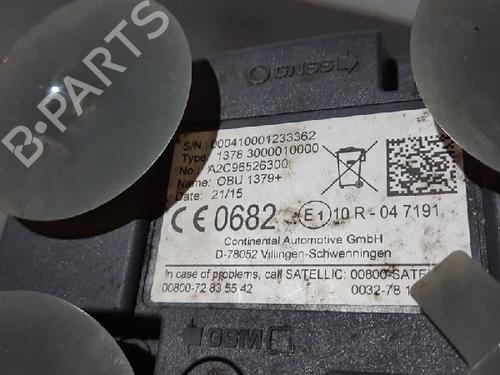 B-PARTS
GNSS
S/N: 000410001233362
Type: 1378 3000010000
No.: A2C96526300
Name: OBU 1379+
Date: 21/15
CE 0682 E1 10 R - 04 7191
Continental Automotive GmbH
D-78052 Villingen-Schwenningen
In case of problems, call SATELLIC: 00800-SATE
00800-72 83 55 42 0032-78 1
GSM